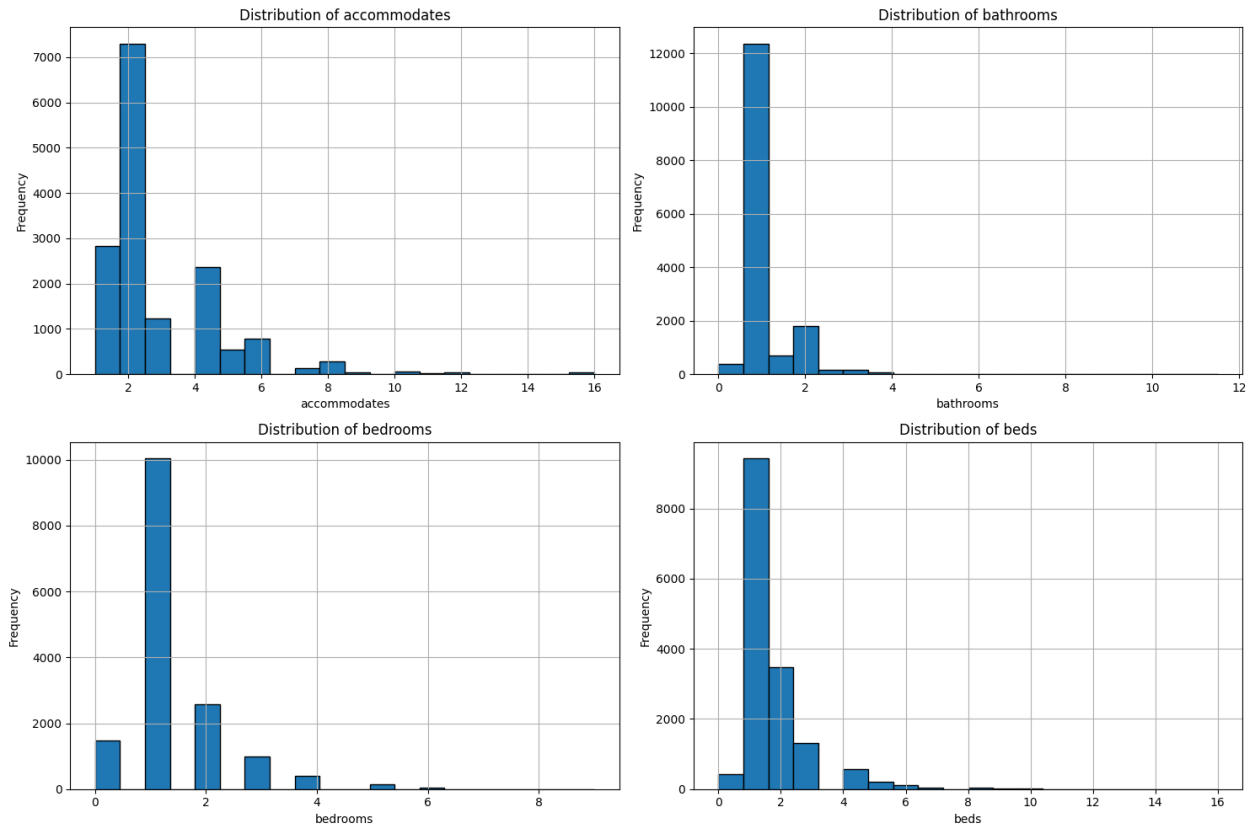 Distribution of accommodates
7000
6000
5000
4000
3000
2000
1000
0
Frequency
2 4 6 8 10 12 14 16
accommodates
Distribution of bathrooms
12000
10000
8000
6000
4000
2000
0
Frequency
0 2 4 6 8 10 12
bathrooms
Distribution of bedrooms
10000
8000
6000
4000
2000
0
Frequency
0 2 4 6 8
bedrooms
Distribution of beds
8000
6000
4000
2000
0
Frequency
0 2 4 6 8 10 12 14 16
beds